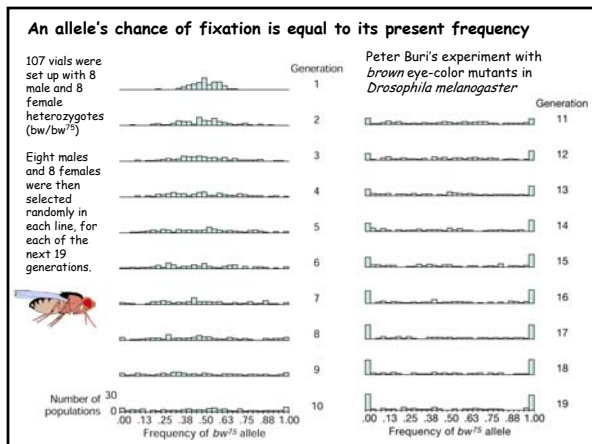 An allele's chance of fixation is equal to its present frequency
107 vials were
set up with 8
male and 8
female
heterozygotes
(bw/bw⁷⁵)
Eight males
and 8 females
were then
selected
randomly in
each line, for
each of the
next 19
generations.
Generation
1
2
3
4
5
6
7
8
9
10
Number of
populations
30
0
.00 .13 .25 .38 .50 .63 .75 .88 1.00
Frequency of bw⁷⁵ allele
Peter Buri's experiment with
brown eye-color mutants in
Drosophila melanogaster
Generation
11
12
13
14
15
16
17
18
19
.00 .13 .25 .38 .50 .63 .75 .88 1.00
Frequency of bw⁷⁵ allele